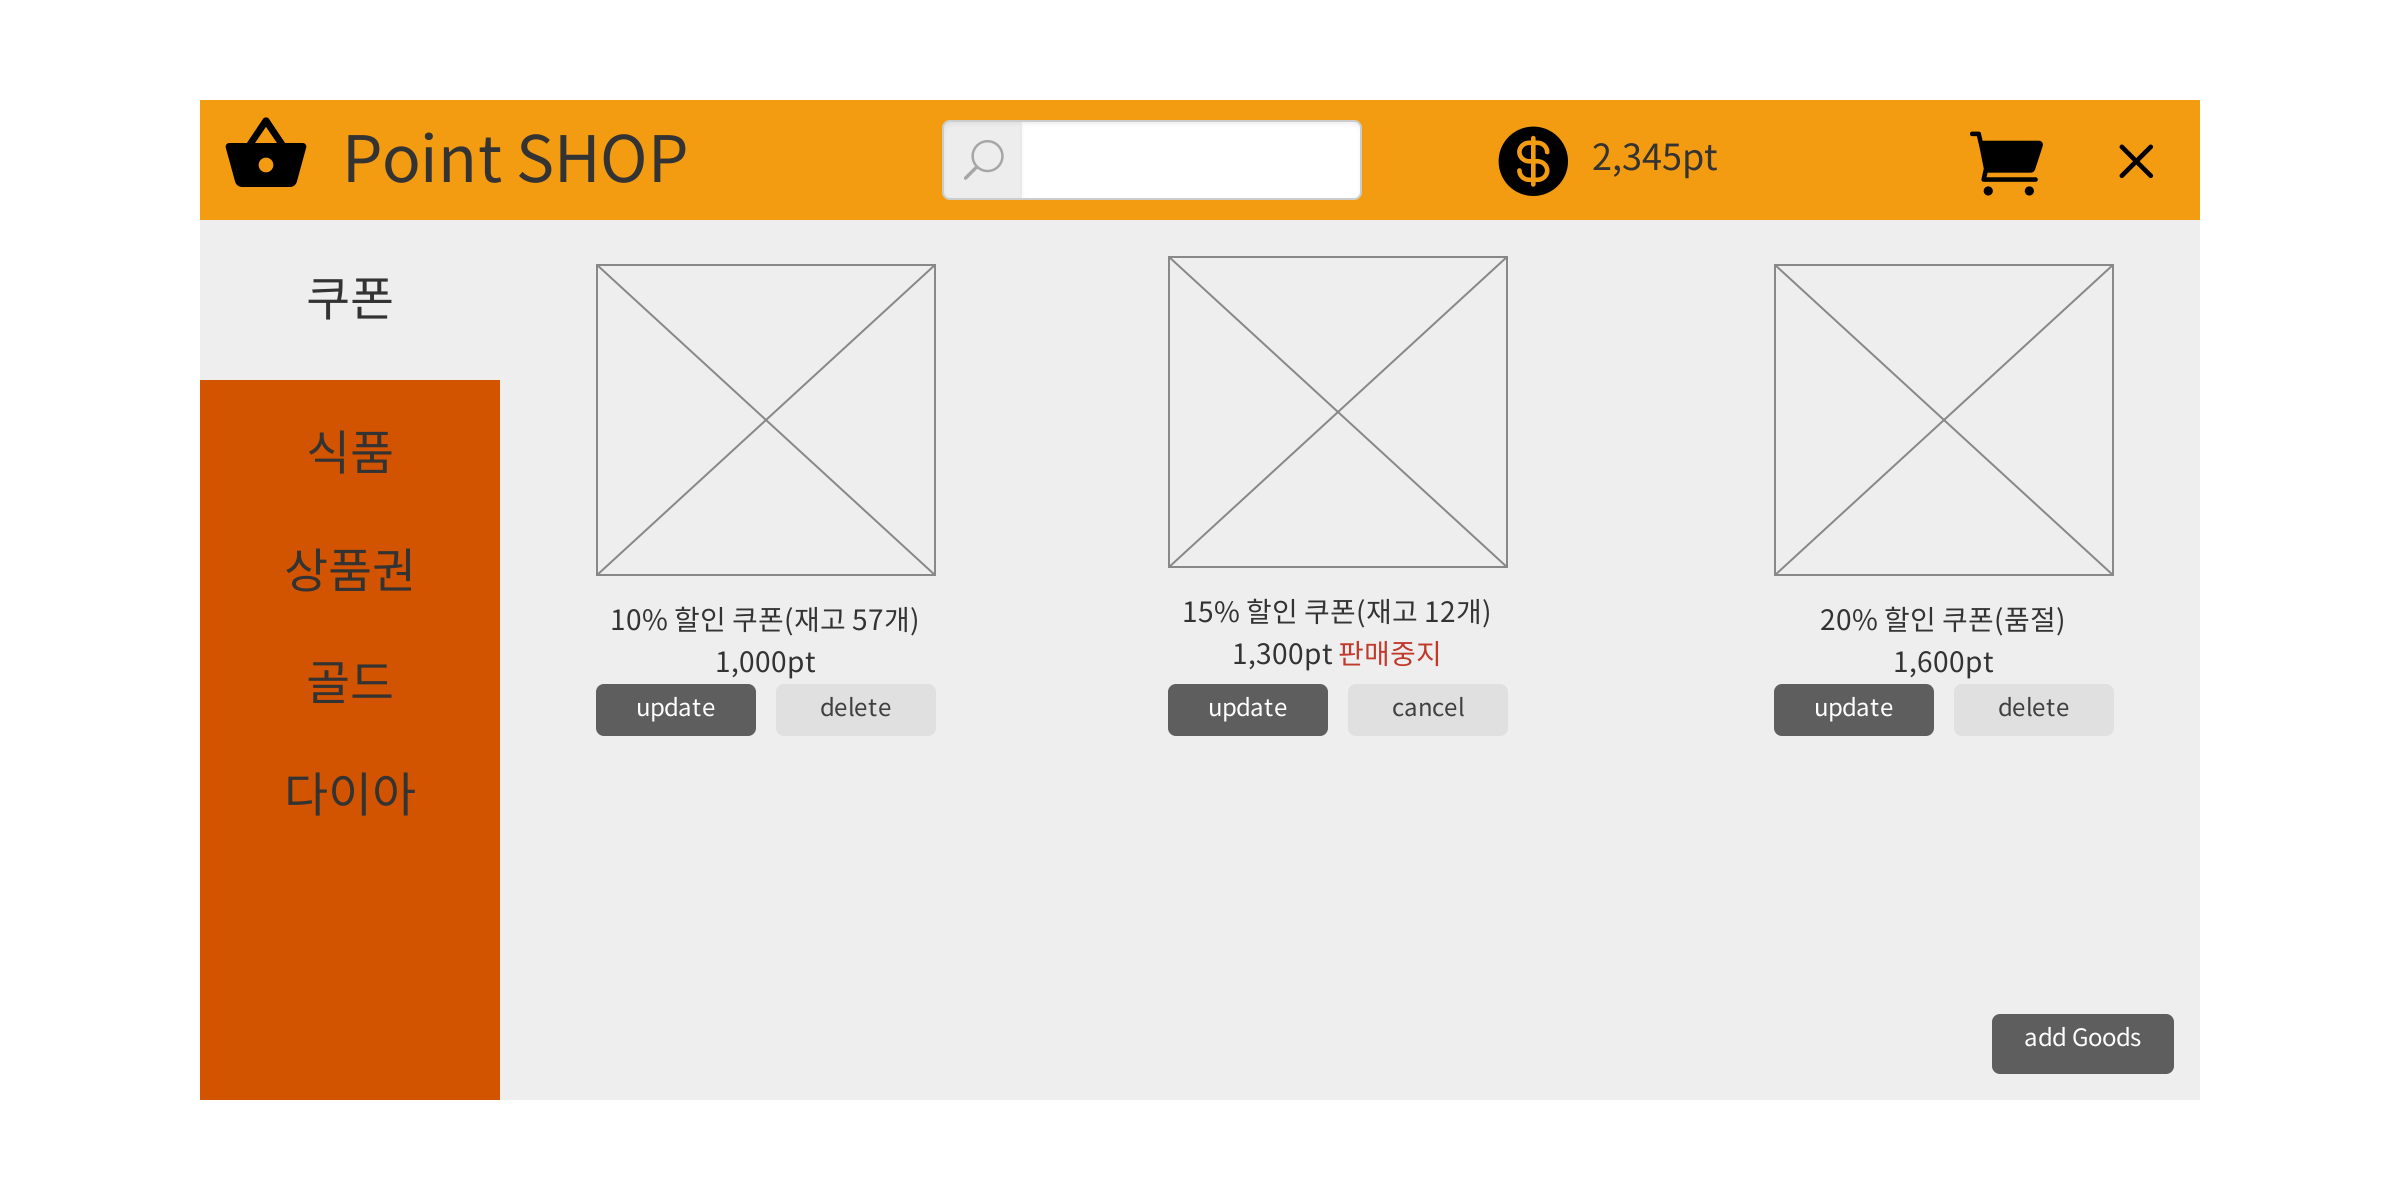 Point SHOP
2,345pt
쿠폰
식품
상품권
골드
다이아
10% 할인 쿠폰(재고 57개)
1,000pt
update
delete
15% 할인 쿠폰(재고 12개)
1,300pt 판매중지
update
cancel
20% 할인 쿠폰(품절)
1,600pt
update
delete
add Goods